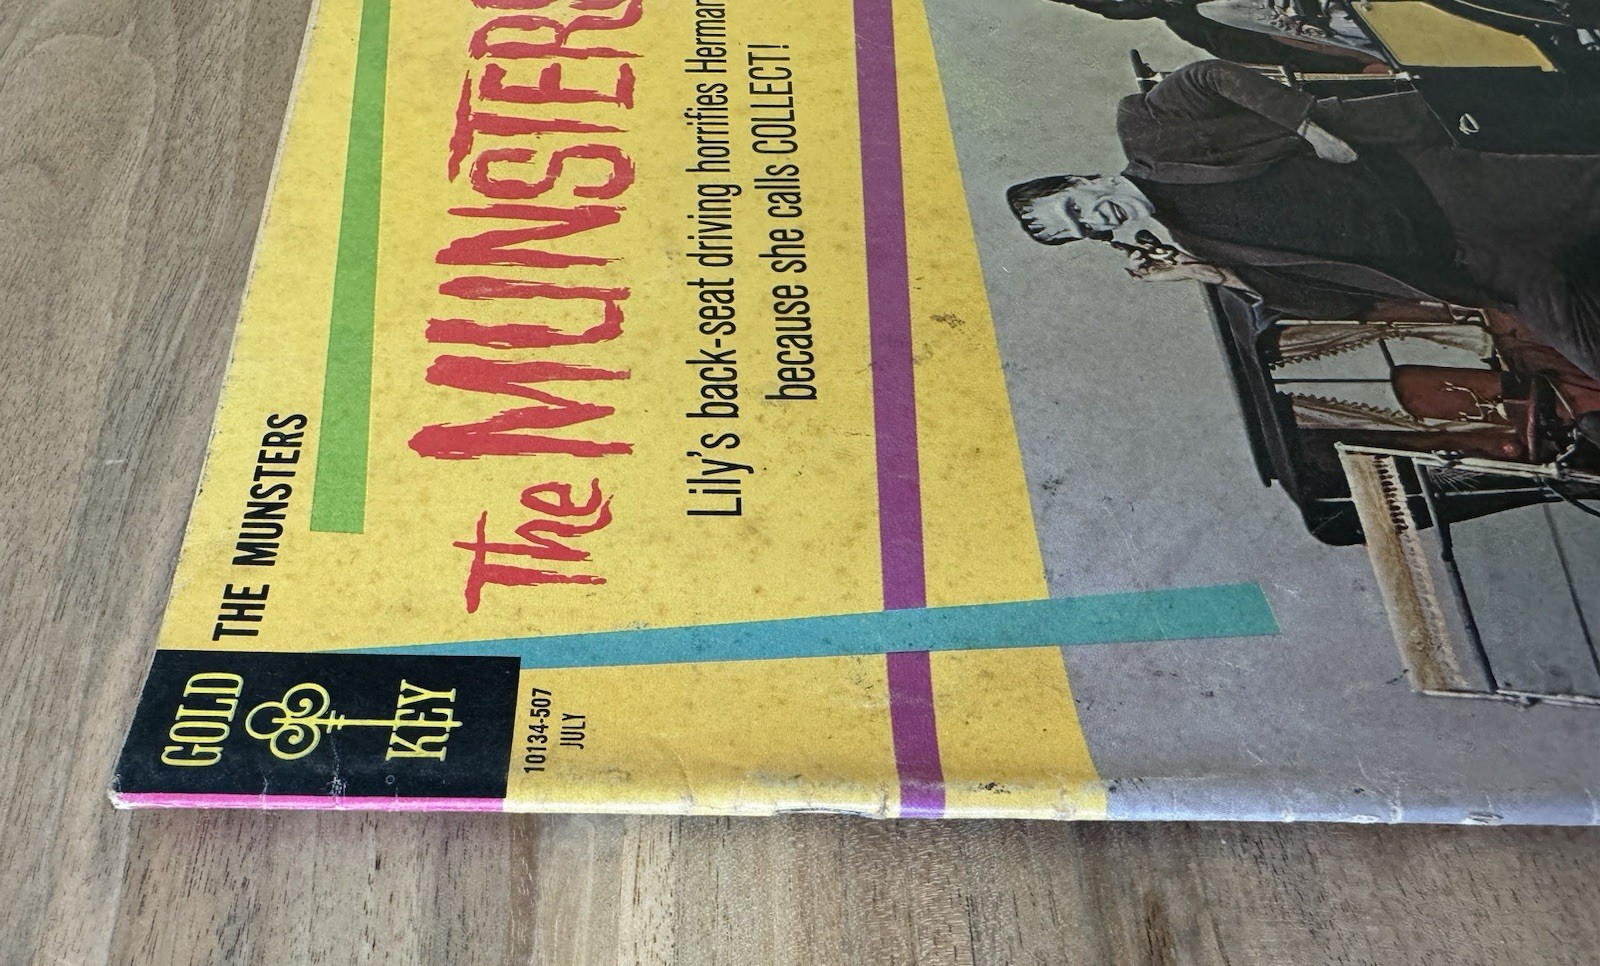 GOLD
KEY
THE MUNSTERS
10134-507
JULY
The MUNSTERS
Lily's back-seat driving horrifies Herman
because she calls COLLECT!